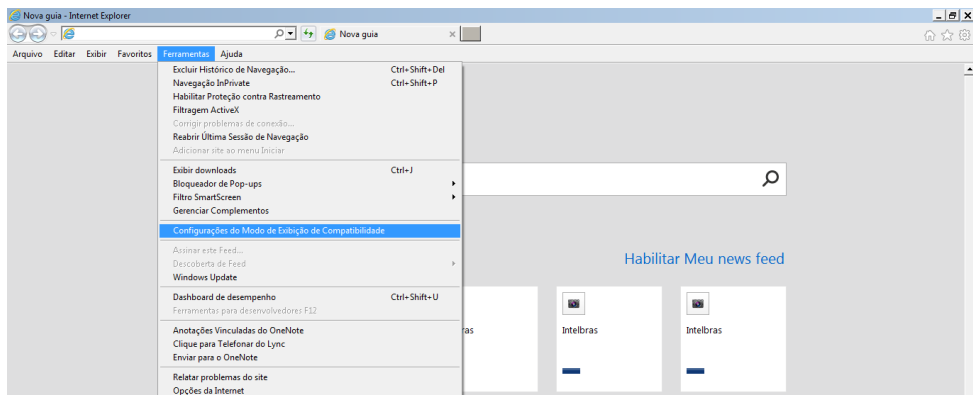 Nova guia - Internet Explorer
Nova guia
Arquivo Editar Exibir Favoritos Ferramentas Ajuda
Excluir Histórico de Navegação... Ctrl+Shift+Del
Navegação InPrivate Ctrl+Shift+P
Habilitar Proteção contra Rastreamento
Filtragem ActiveX
Corrigir problemas de conexão...
Reabrir Última Sessão de Navegação
Adicionar site ao menu Iniciar
Exibir downloads Ctrl+J
Bloqueador de Pop-ups
Filtro SmartScreen
Gerenciar Complementos
Configurações do Modo de Exibição de Compatibilidade
Assinar este Feed...
Descoberta de Feed
Windows Update
Dashboard de desempenho Ctrl+Shift+U
Ferramentas para desenvolvedores F12
Anotações Vinculadas do OneNote
Clique para Telefonar do Lync
Enviar para o OneNote
Relatar problemas do site
Opções da Internet
Habilitar Meu news feed
ras Intelbras Intelbras